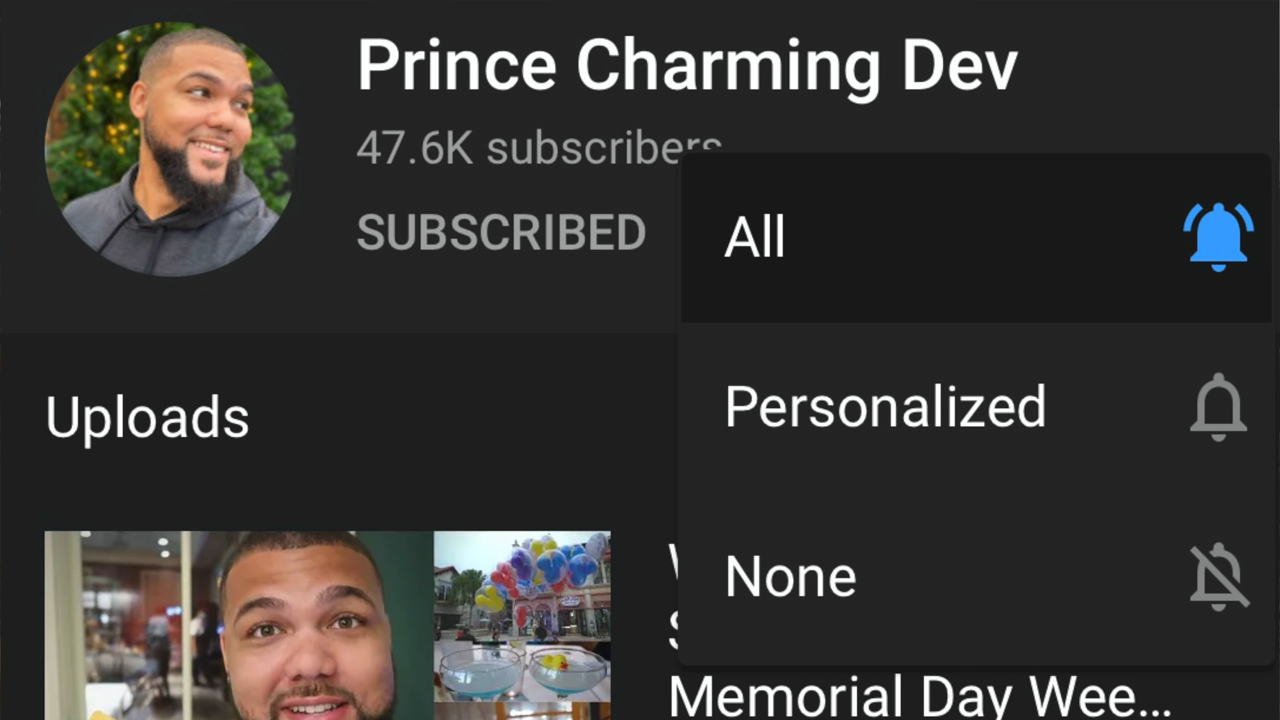 Prince Charming Dev
47.6K subscribers
SUBSCRIBED
All
Personalized
None
Uploads
Memorial Day Wee...